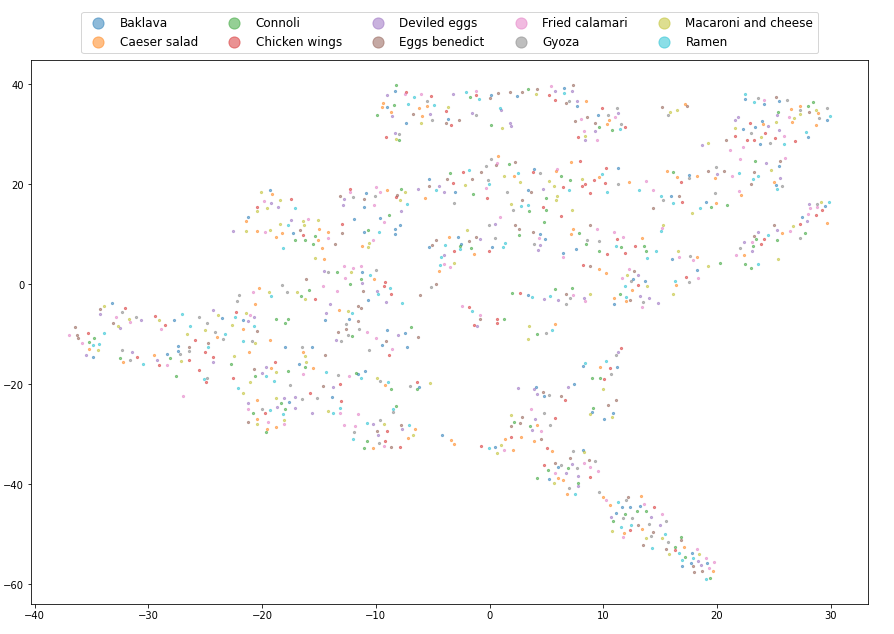 Baklava Connoli Deviled eggs Fried calamari Macaroni and cheese
Caeser salad Chicken wings Eggs benedict Gyoza Ramen
40
20
0
−20
−40
−60
−40 −30 −20 −10 0 10 20 30